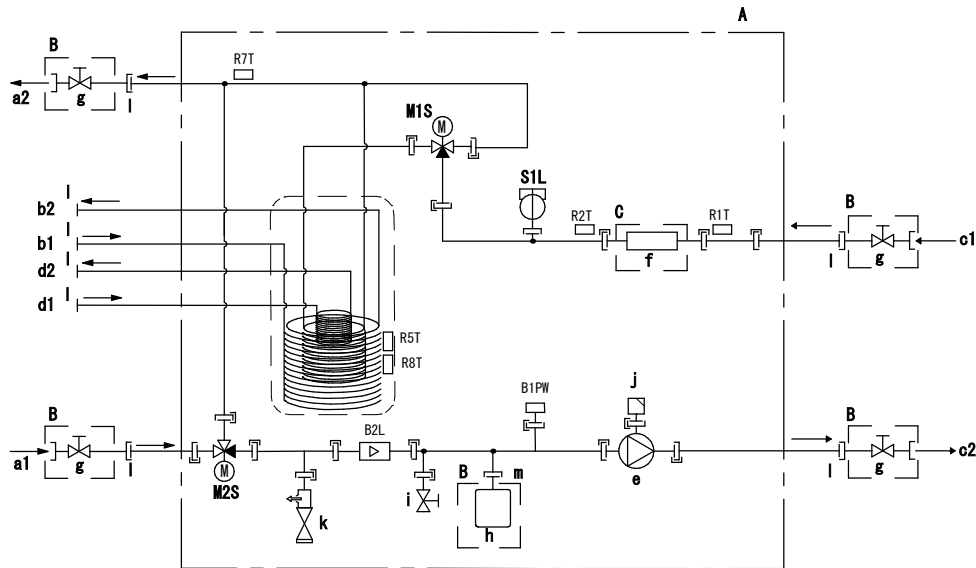 A
B
R7T
a2
g
l
M1S
M
S1L
R2T
C
R1T
B
f
l
g
c1
l
b2
b1
l
d2
l
d1
R5T
R8T
B
a1
g
l
M
M2S
k
B2L
i
B
m
h
B1PW
j
e
B
l
g
c2